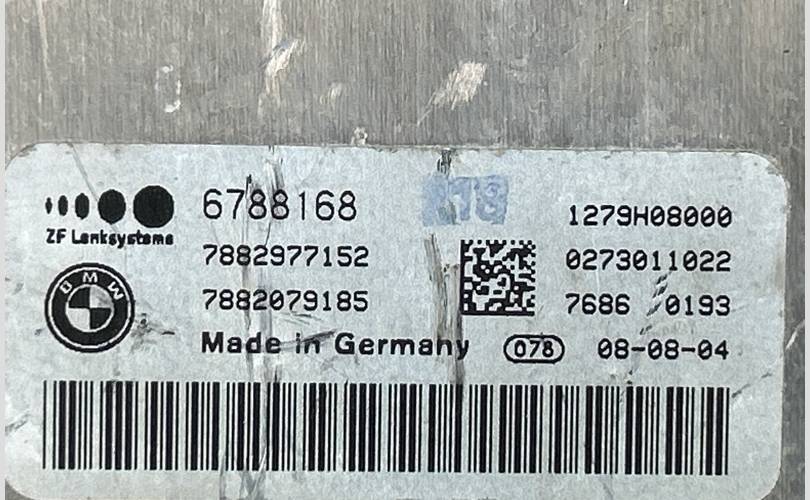 6788168
1279H08000
ZF Lenksysteme
7882977152
0273011022
BMW
7882079185
7686 0193
Made in Germany
078
08-08-04